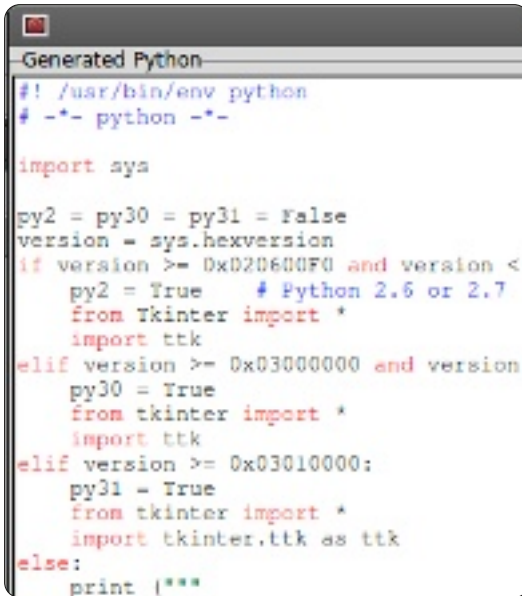 Generated Python
#! /usr/bin/env python
# -*- python -*-
import sys
py2 = py30 = py31 = False
version = sys.hexversion
if version >= 0x020600F0 and version <
py2 = True    # Python 2.6 or 2.7
from Tkinter import *
import ttk
elif version >= 0x03000000 and version
py30 = True
from tkinter import *
import ttk
elif version >= 0x03010000:
py31 = True
from tkinter import *
import tkinter.ttk as ttk
else:
print ("""